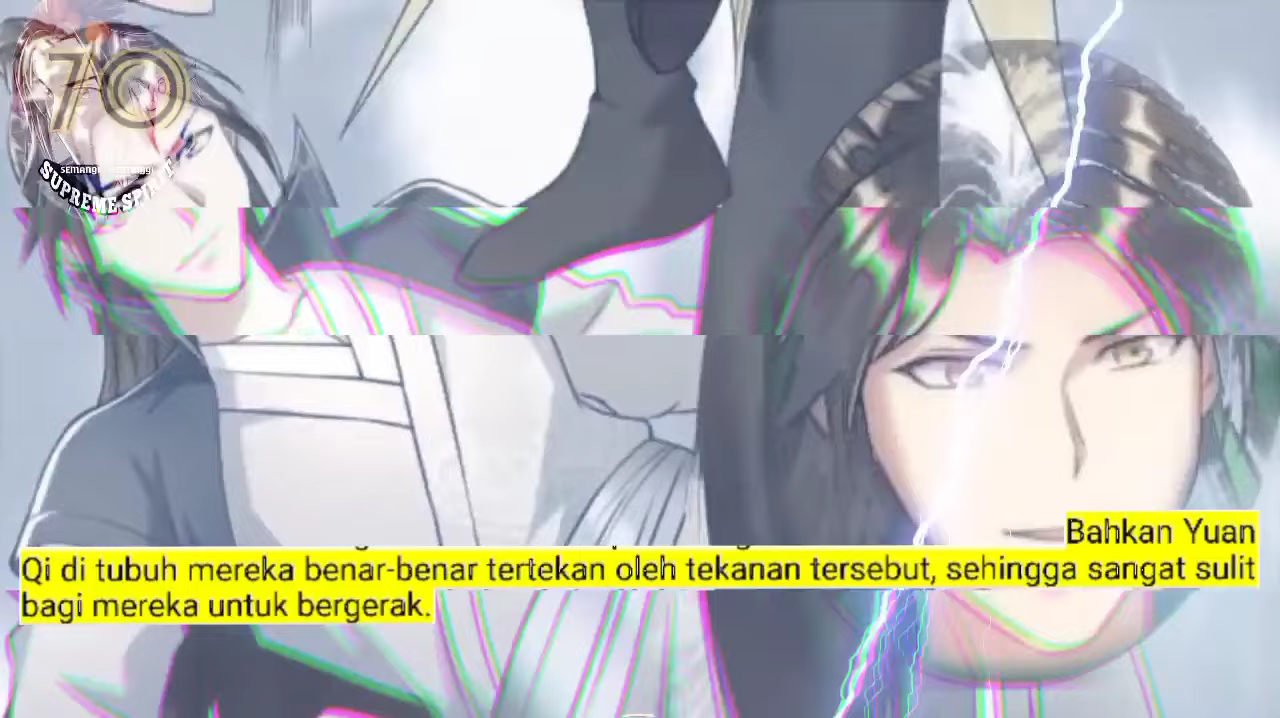 70
SUPREME SPIRIT
Bahkan Yuan
Qi di tubuh mereka benar-benar tertekan oleh tekanan tersebut, sehingga sangat sulit
bagi mereka untuk bergerak.